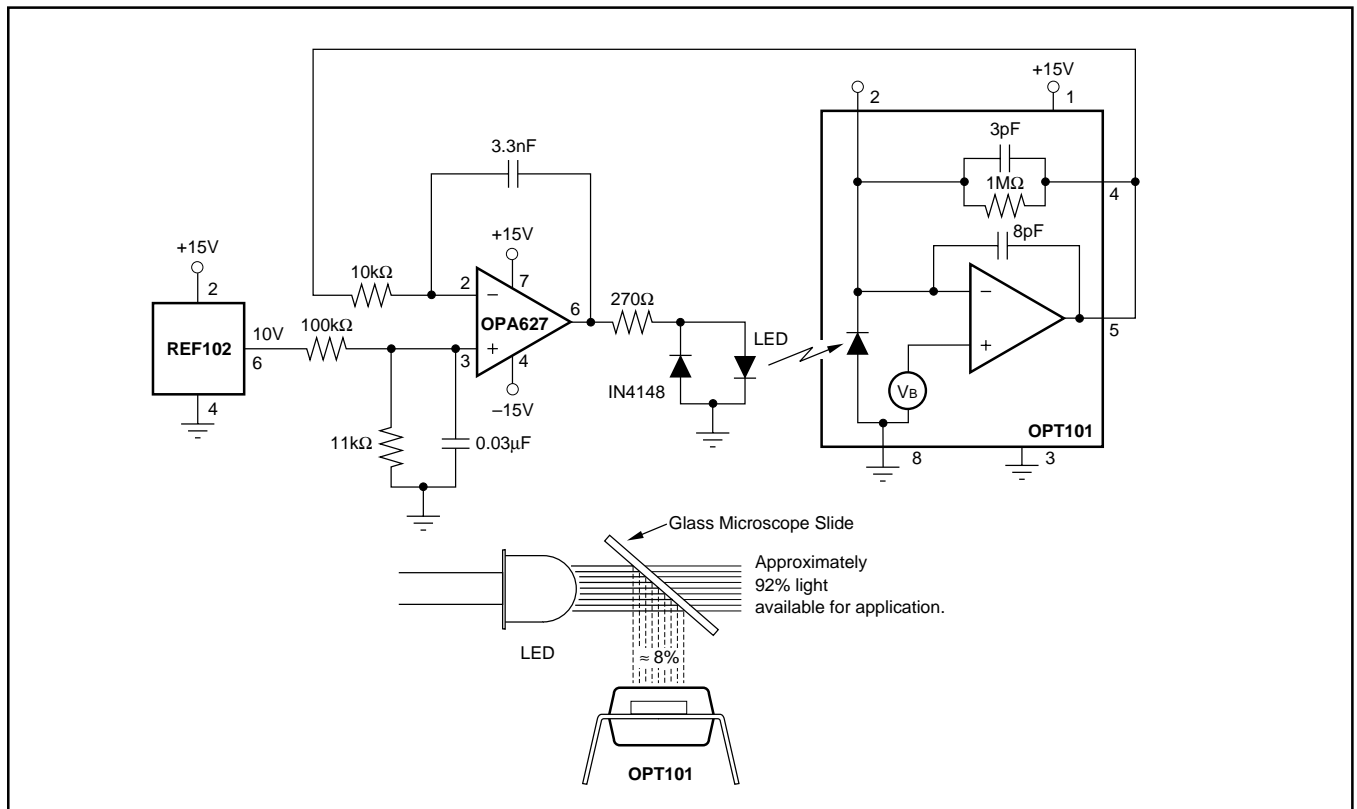 +15V
2
1
3pF
3.3nF
1MΩ
4
8pF
+15V
+15V
2
10kΩ
2
–
7
–
10V
100kΩ
6
270Ω
5
OPA627
LED
REF102
6
3
+
4
+
IN4148
VB
4
–15V
11kΩ
0.03µF
OPT101
8
3
Glass Microscope Slide
Approximately
92% light
available for application.
LED
≈ 8%
OPT101